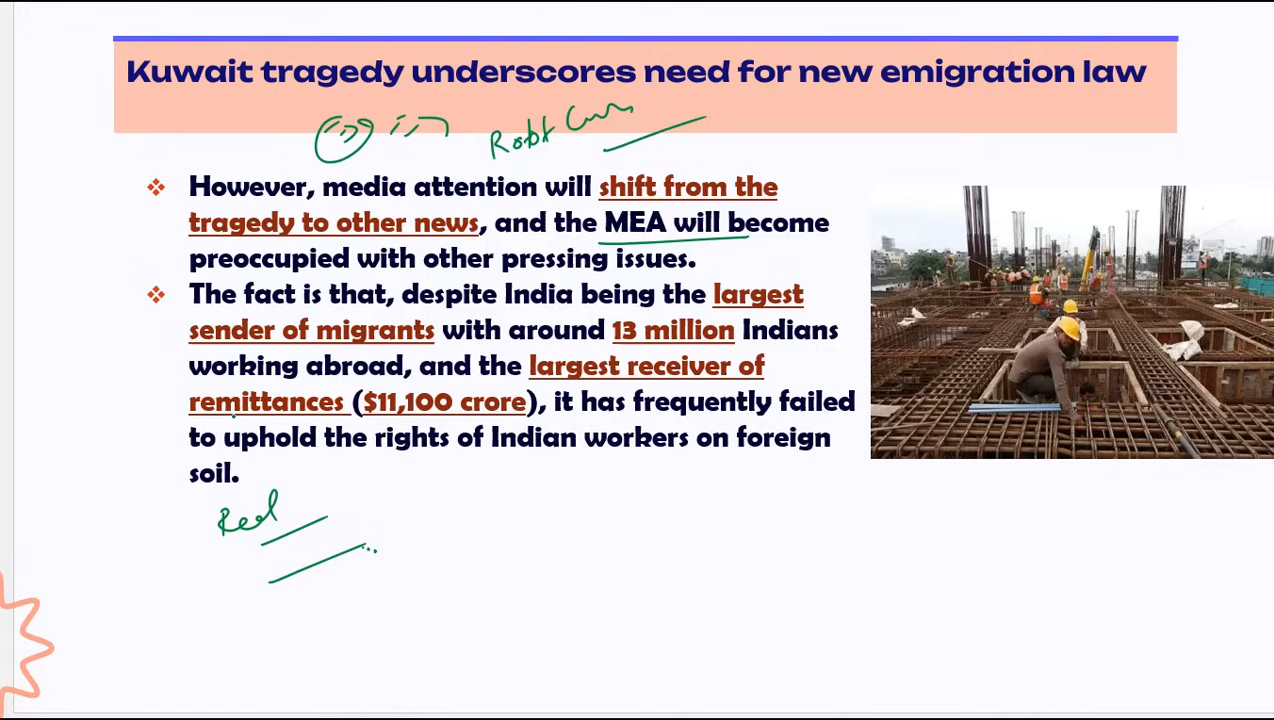 Kuwait tragedy underscores need for new emigration law
❖ However, media attention will shift from the
tragedy to other news, and the MEA will become
preoccupied with other pressing issues.
❖ The fact is that, despite India being the largest
sender of migrants with around 13 million Indians
working abroad, and the largest receiver of
remittances ($11,100 crore), it has frequently failed
to uphold the rights of Indian workers on foreign
soil.